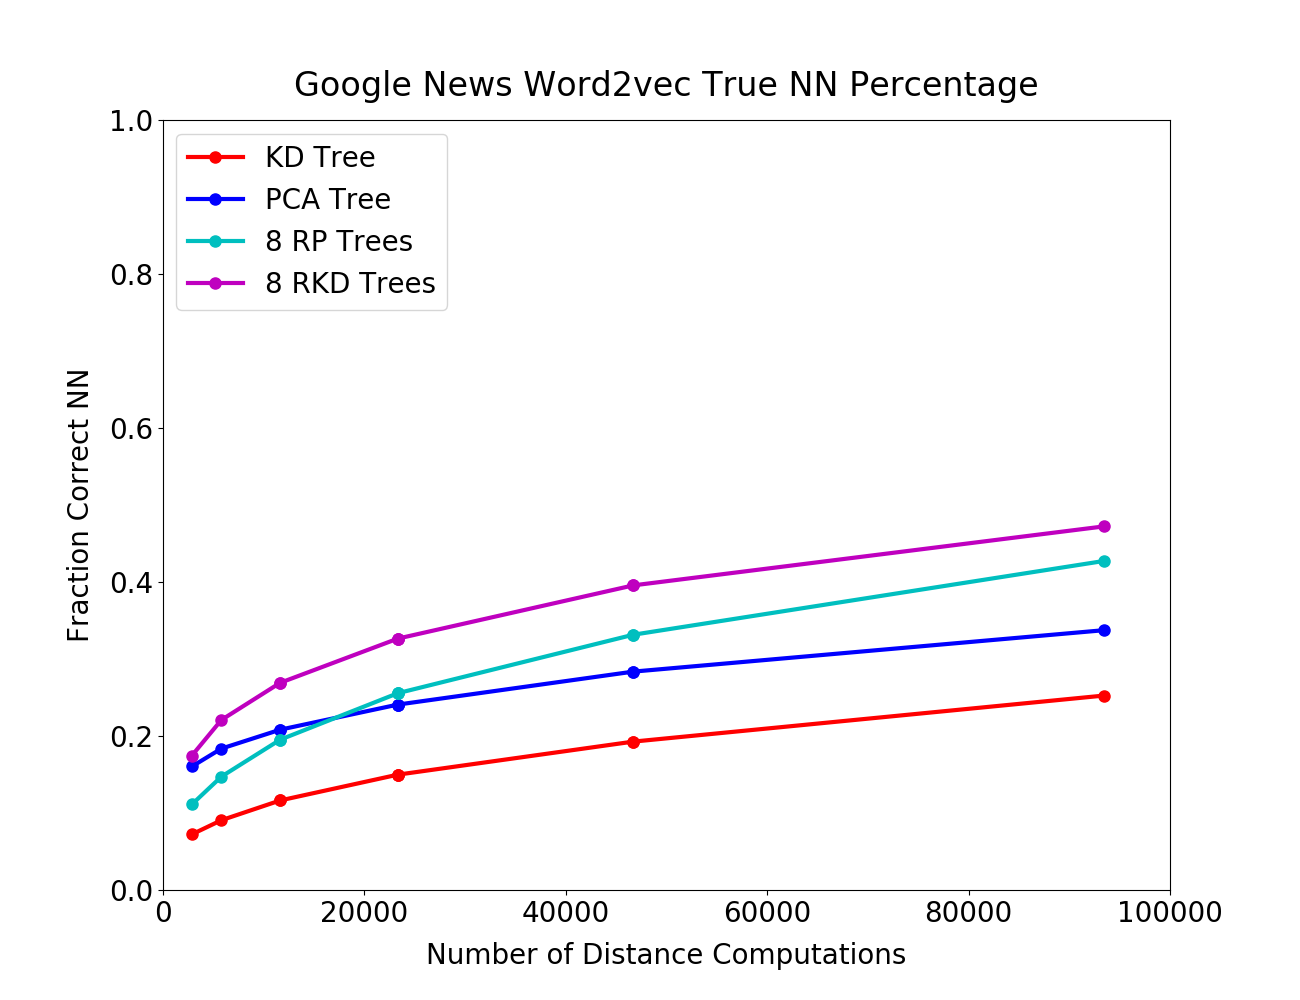 Google News Word2vec True NN Percentage
1.0
0.8
0.6
0.4
0.2
0.0
Fraction Correct NN
KD Tree
PCA Tree
8 RP Trees
8 RKD Trees
0 20000 40000 60000 80000 100000
Number of Distance Computations